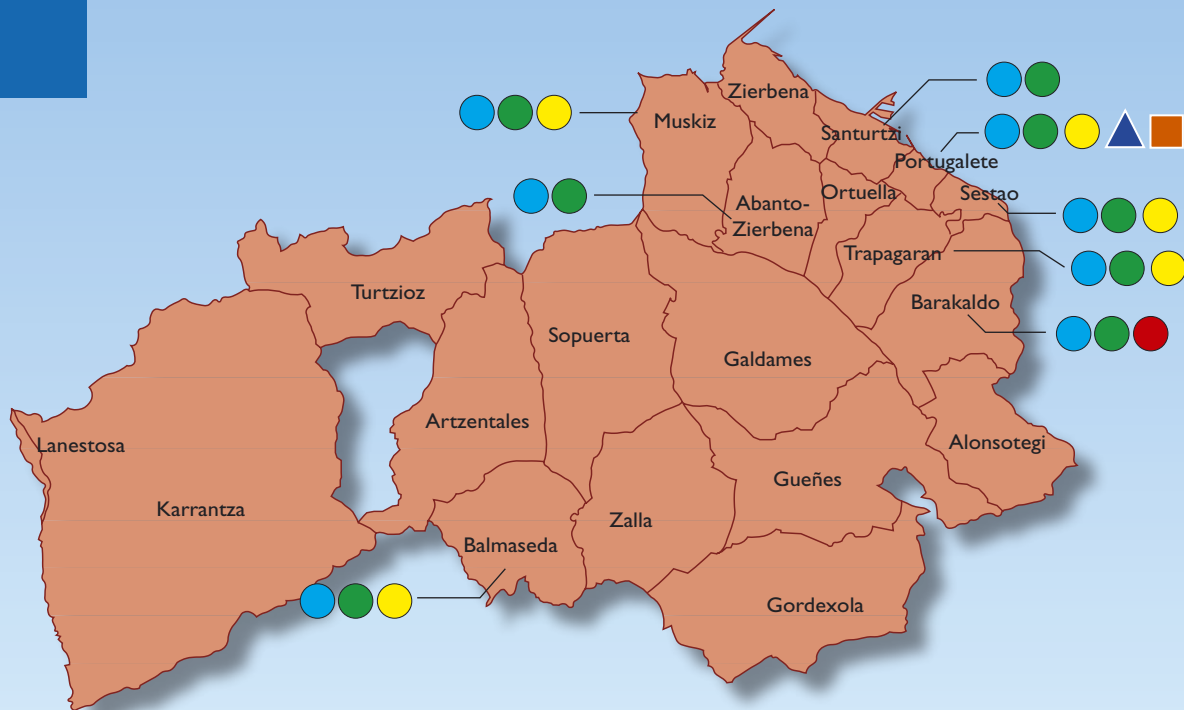 Zierbena
Muskiz
Santurtzi
Portugalete
Ortuella
Sestao
Abanto-
Zierbena
Trapagaran
Turtzioz
Barakaldo
Sopuerta
Galdames
Artzentales
Lanestosa
Alonsotegi
Gueñes
Karrantza
Zalla
Balmaseda
Gordexola